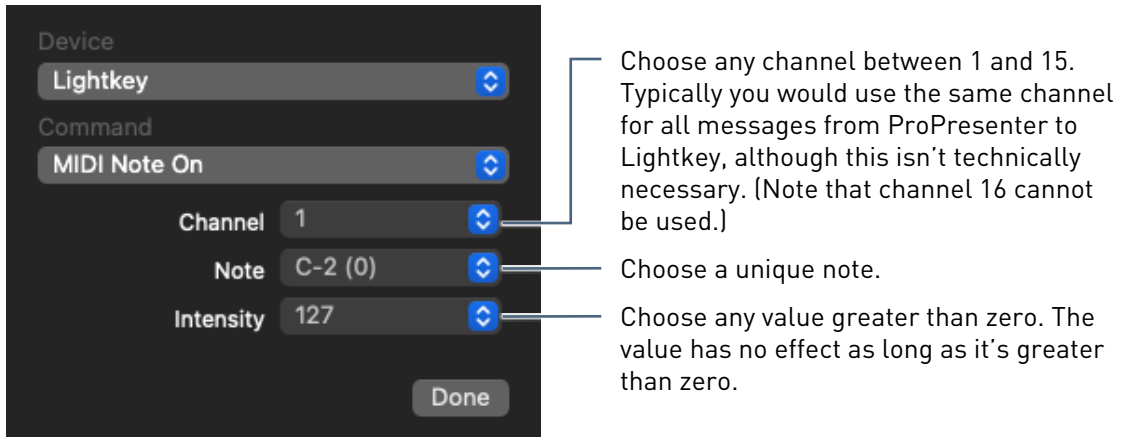 Device
Lightkey
Command
MIDI Note On
Channel 1
Note C-2 (0)
Intensity 127
Done
Choose any channel between 1 and 15.
Typically you would use the same channel
for all messages from ProPresenter to
Lightkey, although this isn’t technically
necessary. (Note that channel 16 cannot
be used.)
Choose a unique note.
Choose any value greater than zero. The
value has no effect as long as it’s greater
than zero.